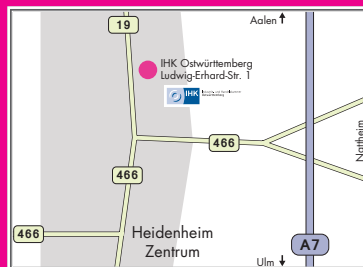 19
Aalen ↑
IHK Ostwürttemberg
Ludwig-Erhard-Str. 1
IHK
466
Nattheim
466
466
Heidenheim
Zentrum
A7
Ulm ↓